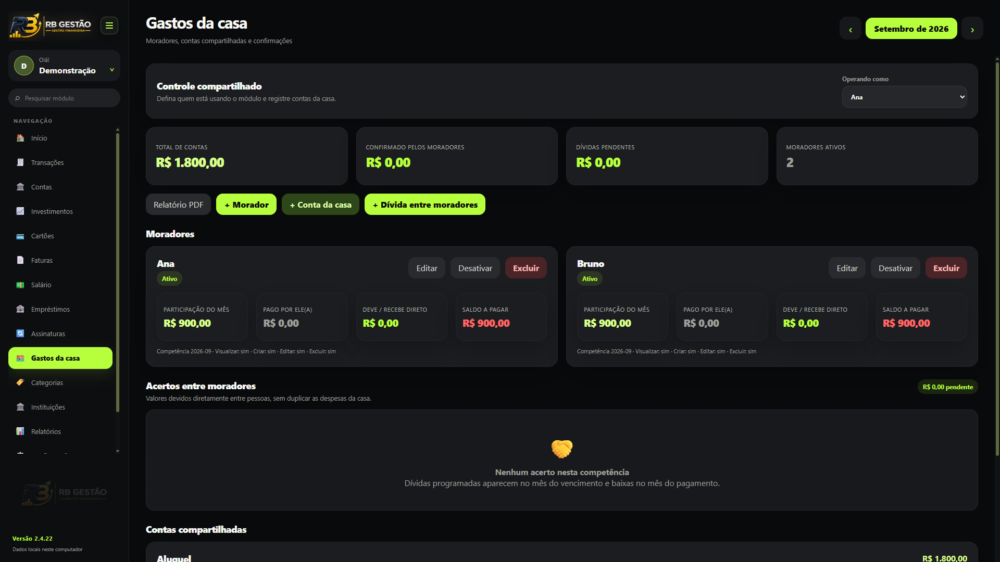 RB GESTÃO
GESTÃO FINANCEIRA
Olá!
D
Demonstração
Pesquisar módulo
NAVEGAÇÃO
Início
Transações
Contas
Investimentos
Cartões
Faturas
Salário
Empréstimos
Assinaturas
Gastos da casa
Categorias
Instituições
Relatórios
RB GESTÃO
GESTÃO FINANCEIRA
Versão 2.4.22
Dados locais neste computador
Gastos da casa
Moradores, contas compartilhadas e confirmações
‹
Setembro de 2026
›
Controle compartilhado
Defina quem está usando o módulo e registre contas da casa.
Operando como
Ana
TOTAL DE CONTAS
R$ 1.800,00
CONFIRMADO PELOS MORADORES
R$ 0,00
DÍVIDAS PENDENTES
R$ 0,00
MORADORES ATIVOS
2
Relatório PDF
+ Morador
+ Conta da casa
+ Dívida entre moradores
Moradores
Ana
Ativo
Editar
Desativar
Excluir
PARTICIPAÇÃO DO MÊS
R$ 900,00
PAGO POR ELE(A)
R$ 0,00
DEVE / RECEBE DIRETO
R$ 0,00
SALDO A PAGAR
R$ 900,00
Competência 2026-09 · Visualizar: sim · Criar: sim · Editar: sim · Excluir: sim
Bruno
Ativo
Editar
Desativar
Excluir
PARTICIPAÇÃO DO MÊS
R$ 900,00
PAGO POR ELE(A)
R$ 0,00
DEVE / RECEBE DIRETO
R$ 0,00
SALDO A PAGAR
R$ 900,00
Competência 2026-09 · Visualizar: sim · Criar: sim · Editar: sim · Excluir: sim
Acertos entre moradores
Valores devidos diretamente entre pessoas, sem duplicar as despesas da casa.
R$ 0,00 pendente
Nenhum acerto nesta competência
Dívidas programadas aparecem no mês do vencimento e baixas no mês do pagamento.
Contas compartilhadas
Aluguel
R$ 1.800,00